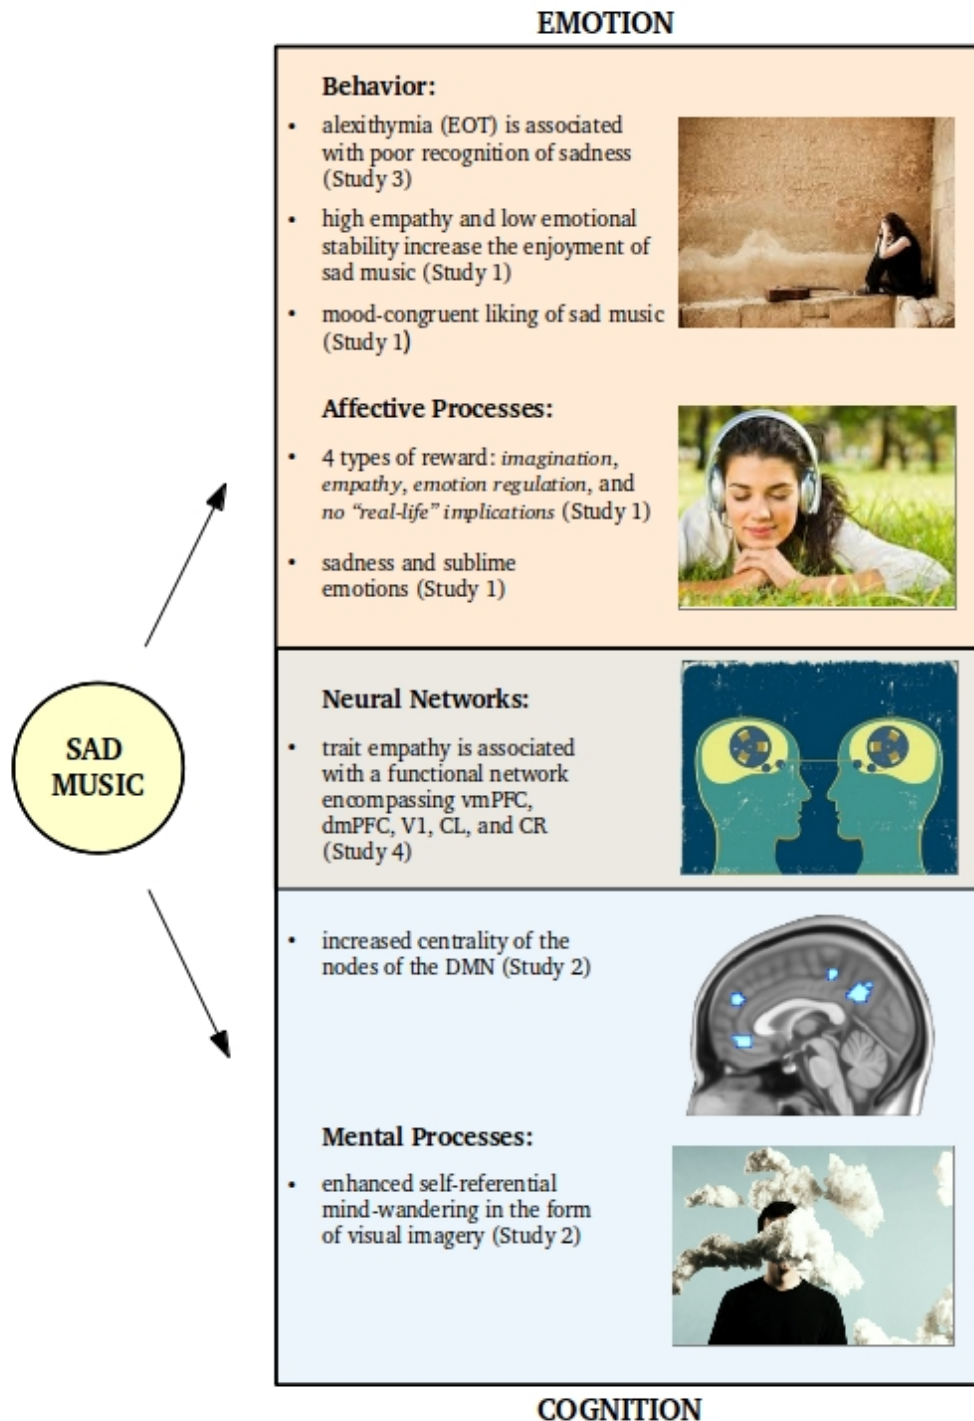 EMOTION
Behavior:
• alexithymia (EOT) is associated
with poor recognition of sadness
(Study 3)
• high empathy and low emotional
stability increase the enjoyment of
sad music (Study 1)
• mood-congruent liking of sad music
(Study 1)
Affective Processes:
• 4 types of reward: imagination,
empathy, emotion regulation, and
no “real-life” implications (Study 1)
• sadness and sublime
emotions (Study 1)
SAD
MUSIC
Neural Networks:
• trait empathy is associated
with a functional network
encompassing vmPFC,
dmPFC, V1, CL, and CR
(Study 4)
• increased centrality of the
nodes of the DMN (Study 2)
Mental Processes:
• enhanced self-referential
mind-wandering in the form
of visual imagery (Study 2)
COGNITION